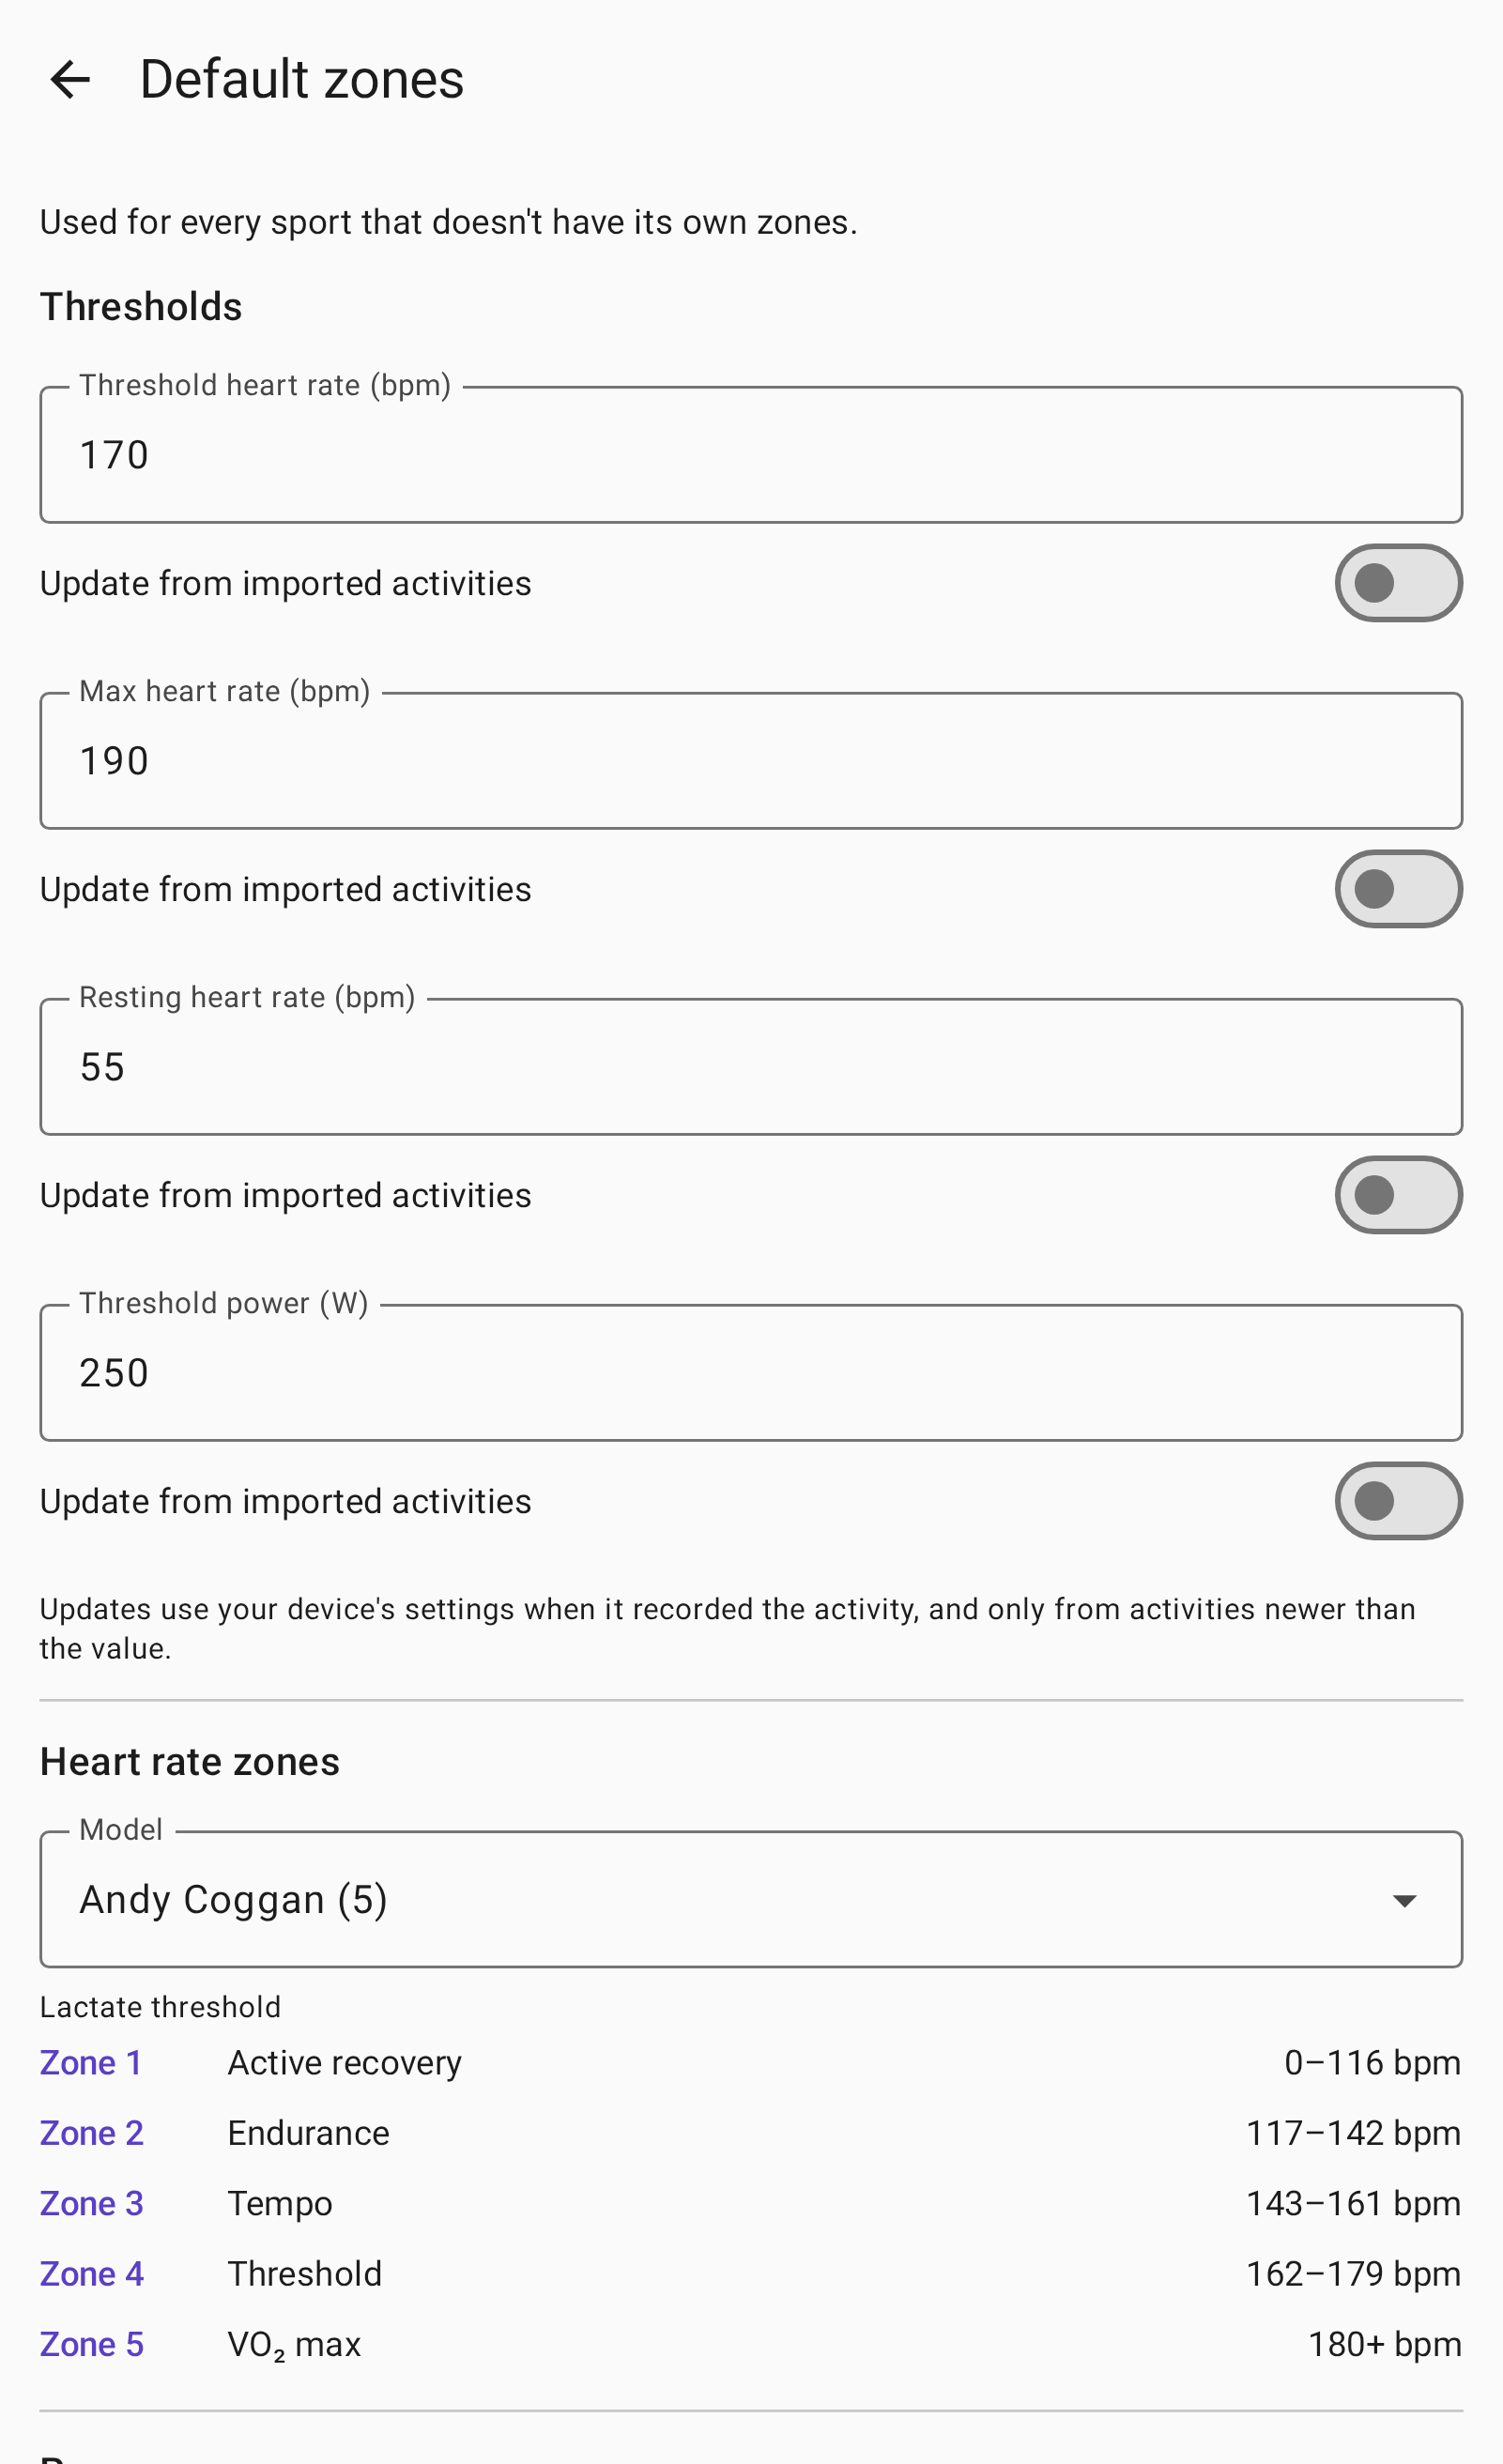 Default zones
Used for every sport that doesn't have its own zones.
Thresholds
Threshold heart rate (bpm)
170
Update from imported activities
Max heart rate (bpm)
190
Update from imported activities
Resting heart rate (bpm)
55
Update from imported activities
Threshold power (W)
250
Update from imported activities
Updates use your device's settings when it recorded the activity, and only from activities newer than
the value.
Heart rate zones
Model
Andy Coggan (5)
Lactate threshold
Zone 1 Active recovery 0–116 bpm
Zone 2 Endurance 117–142 bpm
Zone 3 Tempo 143–161 bpm
Zone 4 Threshold 162–179 bpm
Zone 5 VO₂ max 180+ bpm